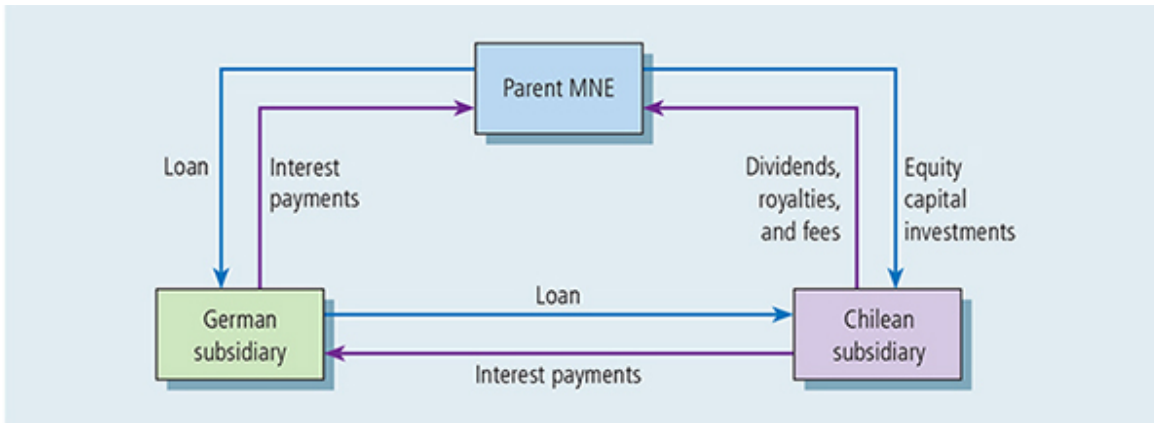 Parent MNE
Loan
Interest
payments
Dividends,
royalties,
and fees
Equity
capital
investments
German
subsidiary
Loan
Interest payments
Chilean
subsidiary